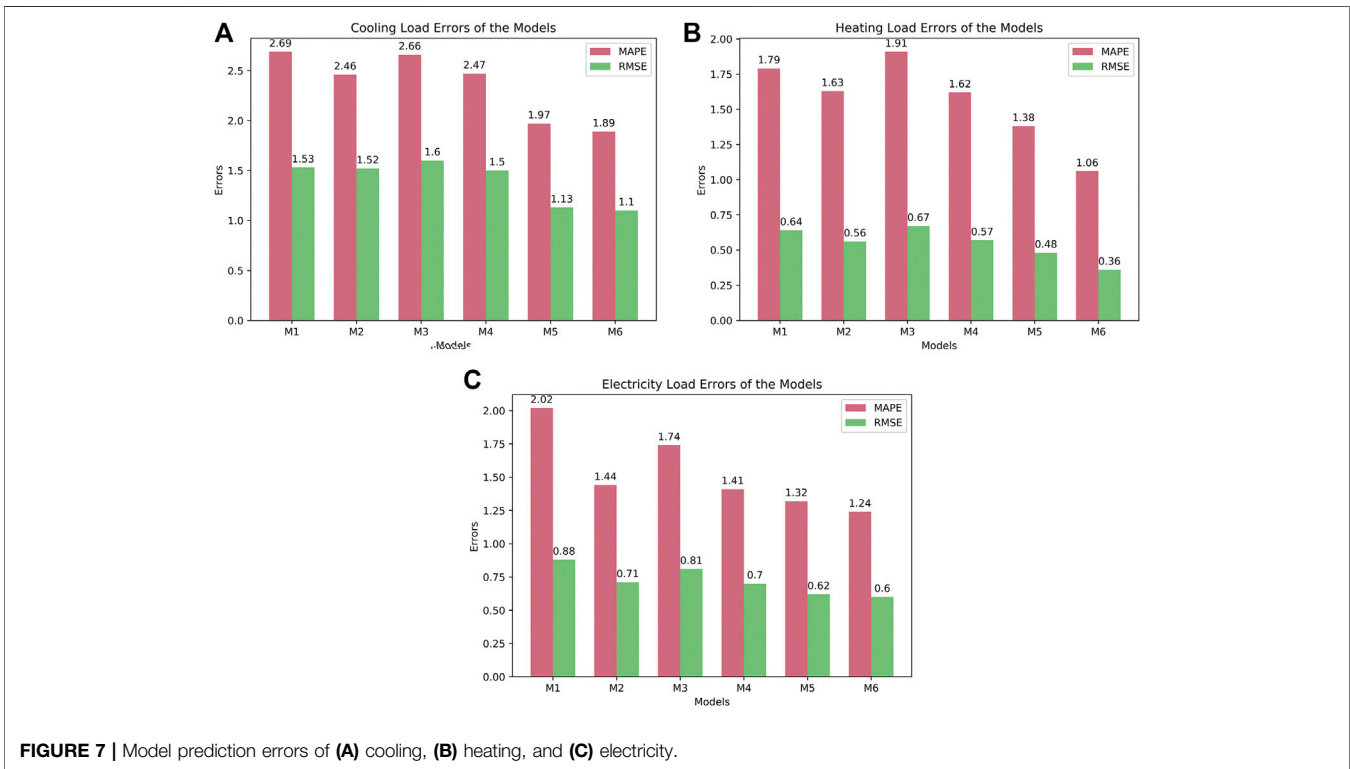 A
Cooling Load Errors of the Models
MAPE
RMSE
2.69
2.46
2.66
2.47
1.97
1.89
1.53
1.52
1.6
1.5
1.13
1.1
Errors
2.5
2.0
1.5
1.0
0.5
0.0
M1 M2 M3 M4 M5 M6
Models
B
Heating Load Errors of the Models
MAPE
RMSE
1.79
1.63
1.91
1.62
1.38
1.06
0.64
0.56
0.67
0.57
0.48
0.36
Errors
2.00
1.75
1.50
1.25
1.00
0.75
0.50
0.25
0.00
M1 M2 M3 M4 M5 M6
Models
C
Electricity Load Errors of the Models
MAPE
RMSE
2.02
1.44
1.74
1.41
1.32
1.24
0.88
0.71
0.81
0.7
0.62
0.6
Errors
2.00
1.75
1.50
1.25
1.00
0.75
0.50
0.25
0.00
M1 M2 M3 M4 M5 M6
Models
FIGURE 7 | Model prediction errors of (A) cooling, (B) heating, and (C) electricity.